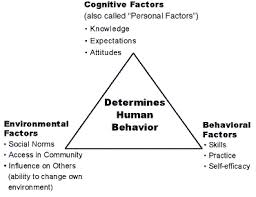 Cognitive Factors
(also called "Personal Factors")
• Knowledge
• Expectations
• Attitudes
Determines
Human
Behavior
Environmental
Factors
• Social Norms
• Access in Community
• Influence on Others
(ability to change own
environment)
Behavioral
Factors
• Skills
• Practice
• Self-efficacy